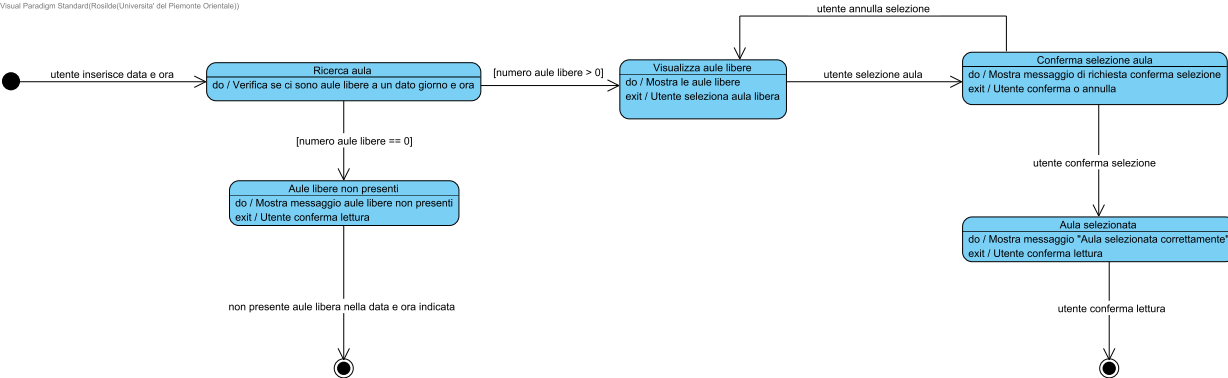 Visual Paradigm Standard(Rosilde(Universita' del Piemonte Orientale))
utente annulla selezione
utente inserisce data e ora
Ricerca aula
do / Verifica se ci sono aule libere a un dato giorno e ora
[numero aule libere > 0]
Visualizza aule libere
do / Mostra le aule libere
exit / Utente seleziona aula libera
utente selezione aula
Conferma selezione aula
do / Mostra messaggio di richiesta conferma selezione
exit / Utente conferma o annulla
[numero aule libere == 0]
utente conferma selezione
Aule libere non presenti
do / Mostra messaggio aule libere non presenti
exit / Utente conferma lettura
Aula selezionata
do / Mostra messaggio "Aula selezionata correttamente"
exit / Utente conferma lettura
non presente aule libera nella data e ora indicata
utente conferma lettura